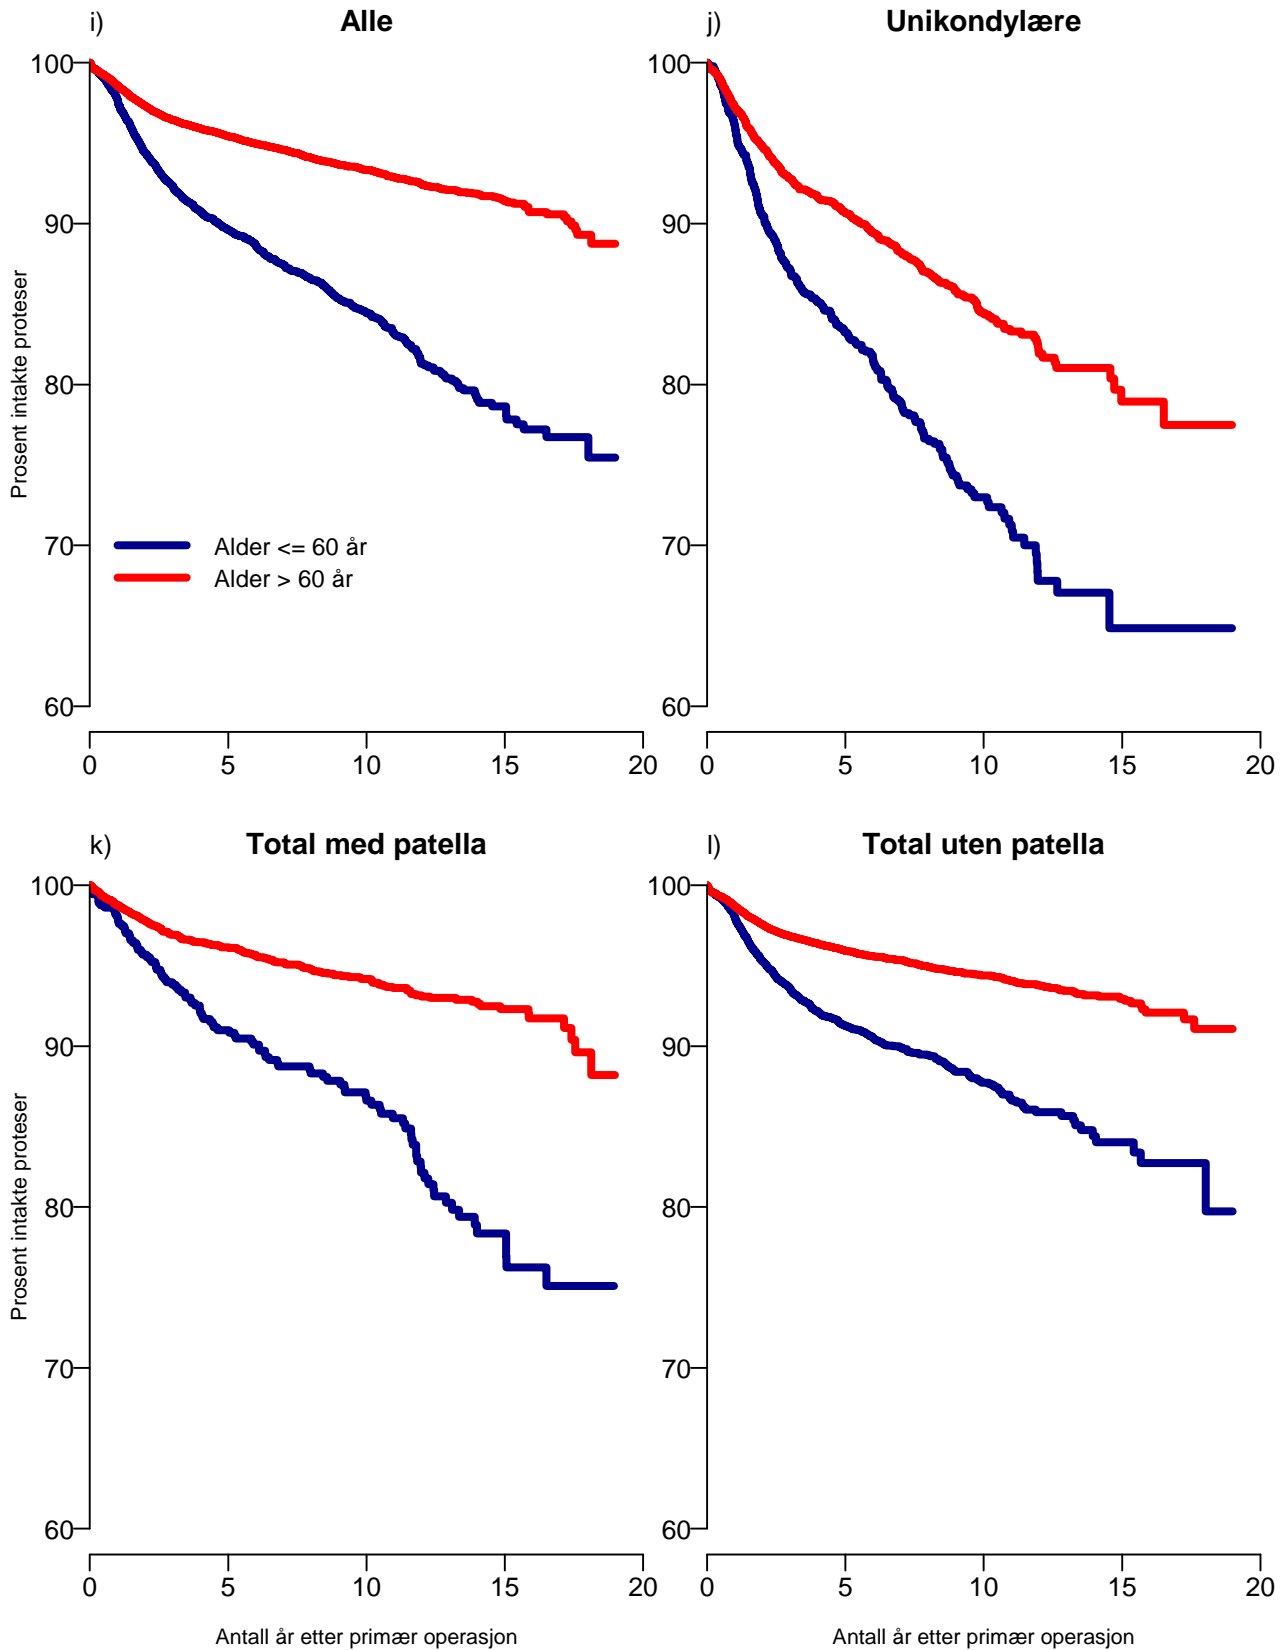 i) Alle
100
90
80
70
60
Prosent intakte proteser
Alder <= 60 år
Alder > 60 år
0 5 10 15 20
j) Unikondylære
100
90
80
70
60
0 5 10 15 20
k) Total med patella
100
90
80
70
60
Prosent intakte proteser
0 5 10 15 20
Antall år etter primær operasjon
l) Total uten patella
100
90
80
70
60
0 5 10 15 20
Antall år etter primær operasjon